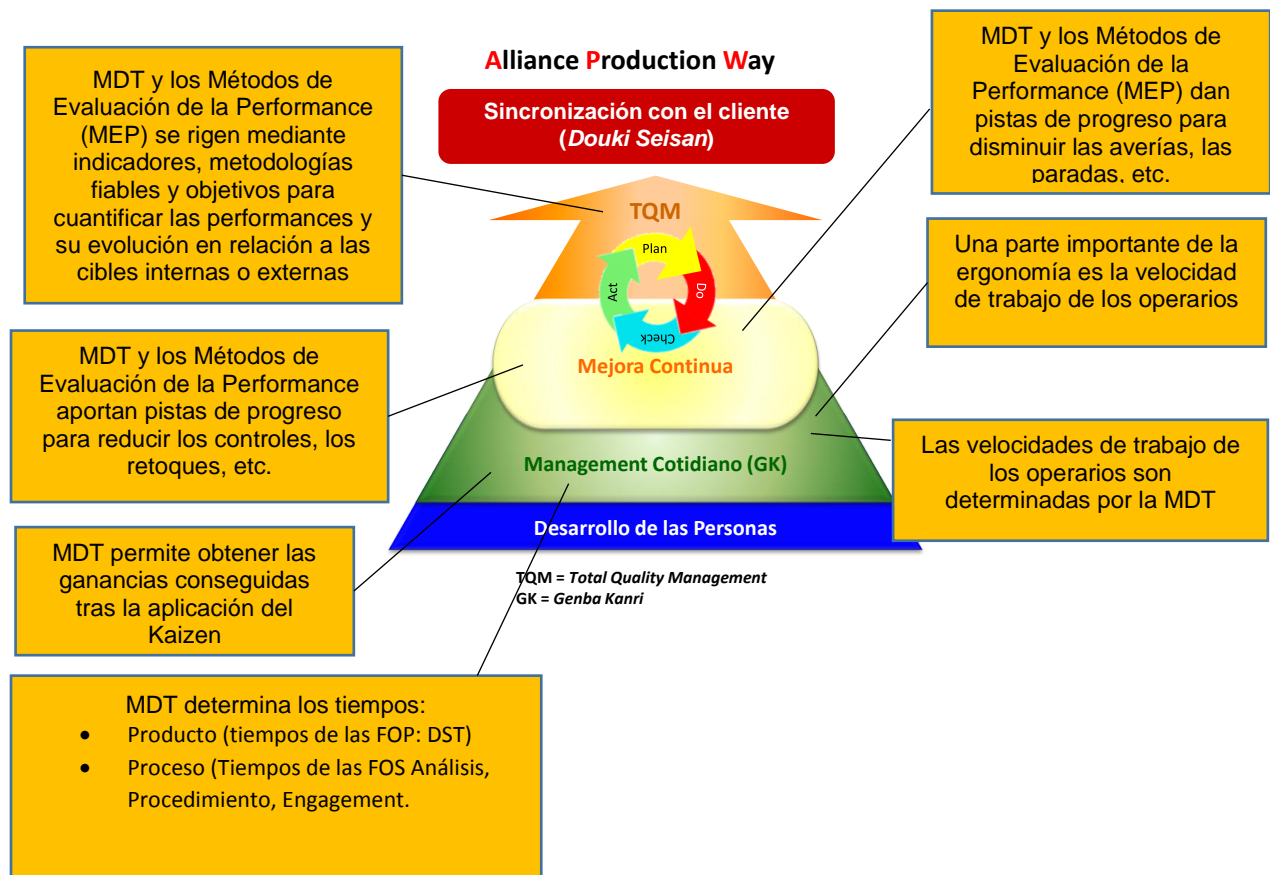 Alliance Production Way
Sincronización con el cliente
(Douki Seisan)
TQM
Plan
Do
Check
Act
Mejora Continua
Management Cotidiano (GK)
Desarrollo de las Personas
TQM = Total Quality Management
GK = Genba Kanri
MDT y los Métodos de
Evaluación de la Performance
(MEP) se rigen mediante
indicadores, metodologías
fiables y objetivos para
cuantificar las performances y
su evolución en relación a las
cibles internas o externas
MDT y los Métodos de
Evaluación de la Performance
aportan pistas de progreso
para reducir los controles, los
retoques, etc.
MDT permite obtener las
ganancias conseguidas
tras la aplicación del
Kaizen
MDT determina los tiempos:
• Producto (tiempos de las FOP: DST)
• Proceso (Tiempos de las FOS Análisis,
Procedimiento, Engagement.
MDT y los Métodos de
Evaluación de la
Performance (MEP) dan
pistas de progreso para
disminuir las averías, las
paradas, etc.
Una parte importante de la
ergonomía es la velocidad
de trabajo de los operarios
Las velocidades de trabajo de
los operarios son
determinadas por la MDT